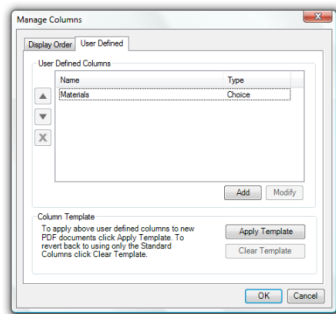 Manage Columns
Display Order User Defined
User Defined Columns
Name Type
Materials Choice
Add Modify
Column Template
To apply above user defined columns to new
PDF documents click Apply Template. To
revert back to using only the Standard
Columns click Clear Template.
Apply Template
Clear Template
OK Cancel